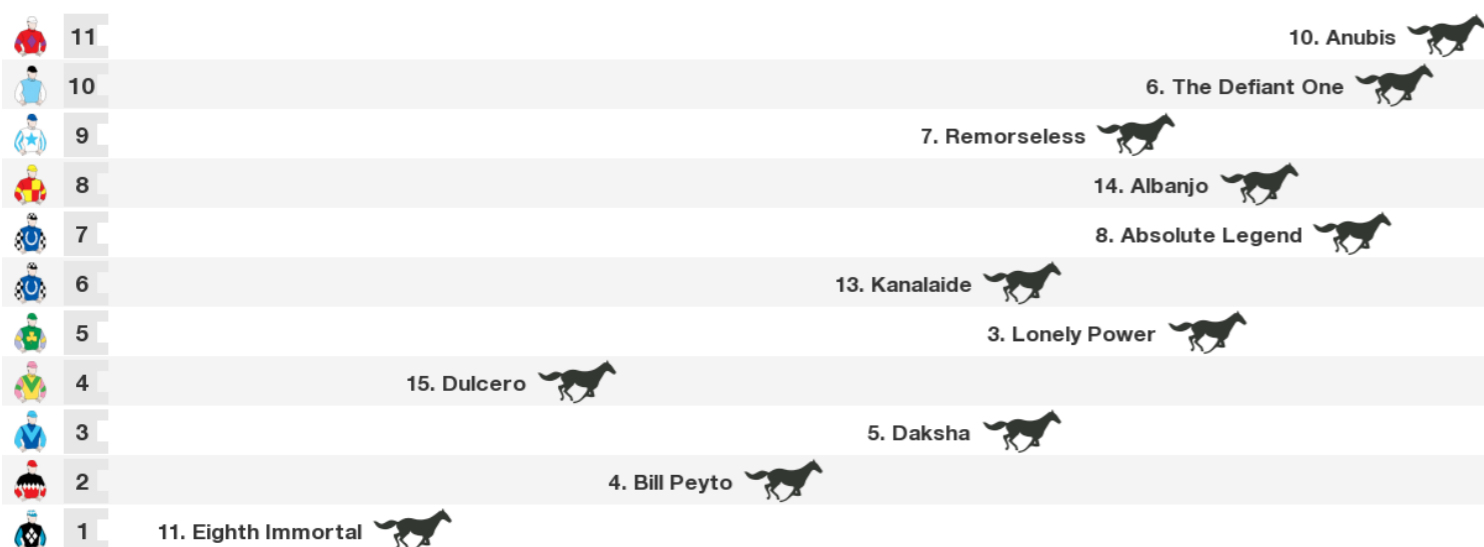 11 10. Anubis
10 6. The Defiant One
9 7. Remorseless
8 14. Albanjo
7 8. Absolute Legend
6 13. Kanalaide
5 3. Lonely Power
4 15. Dulcero
3 5. Daksha
2 4. Bill Peyto
1 11. Eighth Immortal